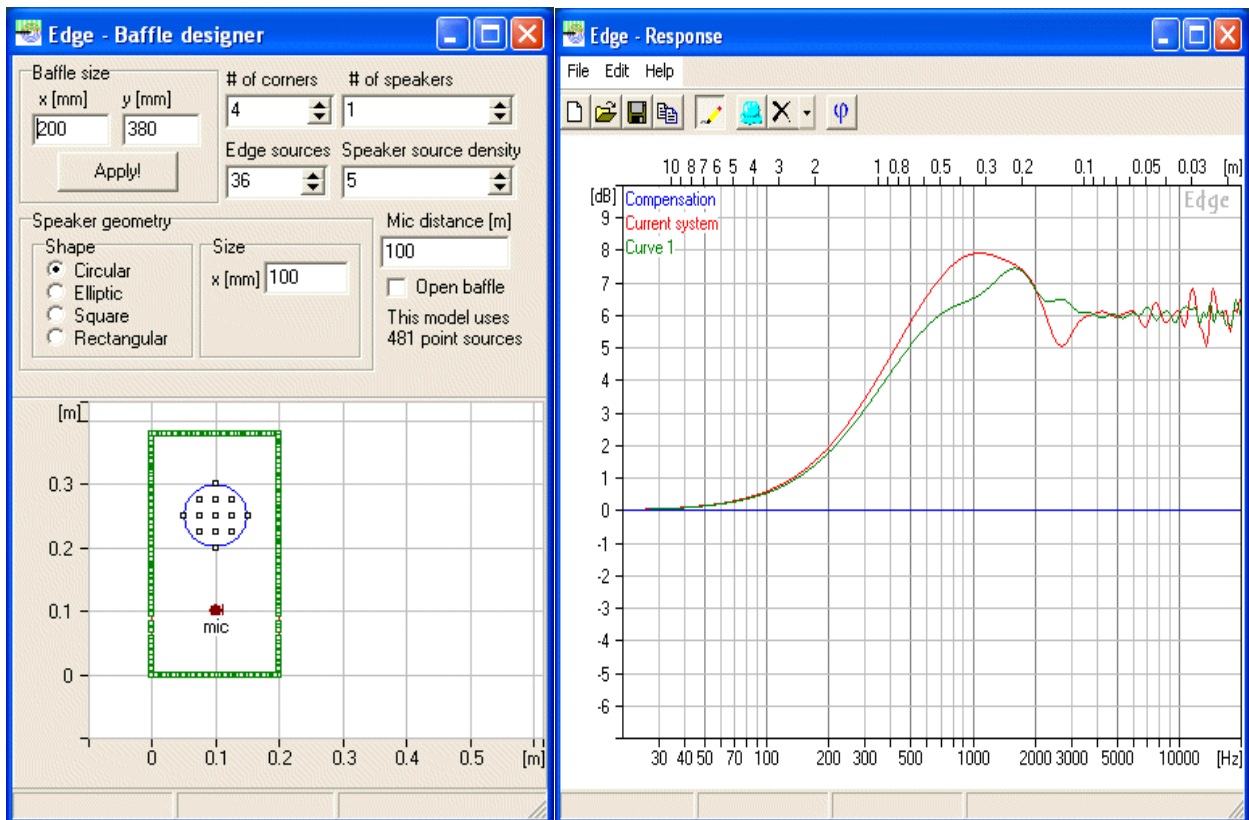 Edge - Baffle designer
Baffle size
x [mm] y [mm]
200 380
Apply!
# of corners # of speakers
4 1
Edge sources Speaker source density
36 5
Speaker geometry
Shape
Circular
Elliptic
Square
Rectangular
Size
x [mm] 100
Mic distance [m]
100
Open baffle
This model uses
481 point sources
[m]
0.3
0.2
0.1
mic
0
0 0.1 0.2 0.3 0.4 0.5 [m]
Edge - Response
File Edit Help
φ
10 8 7 6 5 4 3 2 1 0.8 0.5 0.3 0.2 0.1 0.05 0.03 [m]
[dB] Compensation Edge
9 Current system
8 Curve 1
7
6
5
4
3
2
1
0
-1
-2
-3
-4
-5
-6
30 40 50 70 100 200 300 500 1000 2000 3000 5000 10000 [Hz]